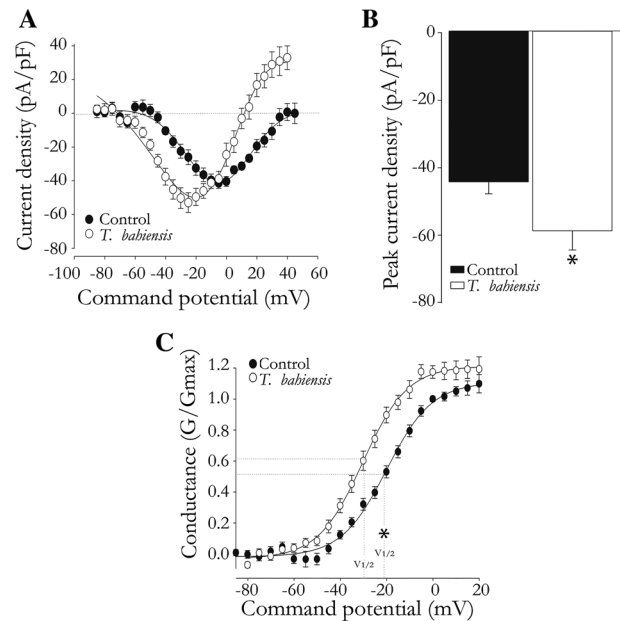 A
Current density (pA/pF)
40
20
0
-20
-40
-60
-80
Control
T. bahiensis
-100 -80 -60 -40 -20 0 20 40 60
Command potential (mV)
B
Peak current density (pA/pF)
0
-20
-40
-60
-80
*
Control
T. bahiensis
C
Conductance (G/Gmax)
Control
T. bahiensis
1.2
1.0
0.8
0.6
0.4
0.2
0.0
*
V1/2
V1/2
-80 -60 -40 -20 0 20
Command potential (mV)